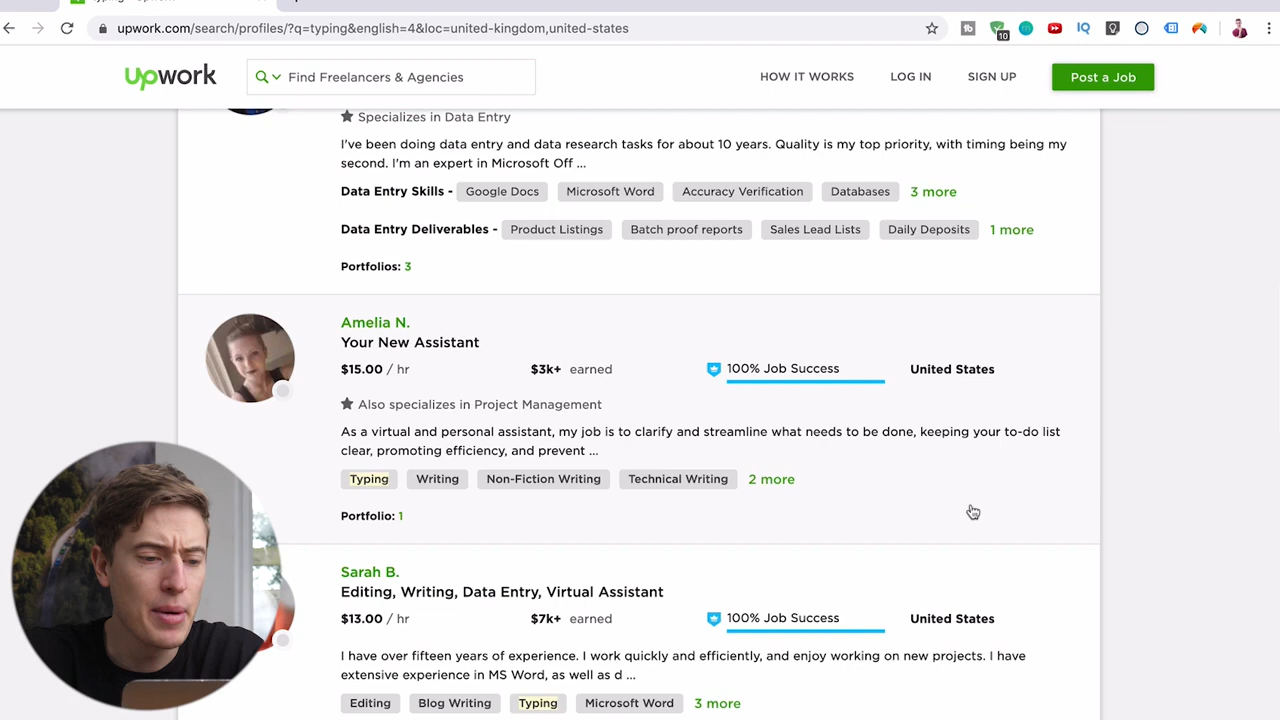 upwork.com/search/profiles/?q=typing&english=4&loc=united-kingdom,united-states
10
IQ
upwork
Find Freelancers & Agencies
HOW IT WORKS
LOG IN
SIGN UP
Post a Job
Specializes in Data Entry
I've been doing data entry and data research tasks for about 10 years. Quality is my top priority, with timing being my
second. I'm an expert in Microsoft Off ...
Data Entry Skills - Google Docs Microsoft Word Accuracy Verification Databases 3 more
Data Entry Deliverables - Product Listings Batch proof reports Sales Lead Lists Daily Deposits 1 more
Portfolios: 3
Amelia N.
Your New Assistant
$15.00 / hr $3k+ earned 100% Job Success United States
Also specializes in Project Management
As a virtual and personal assistant, my job is to clarify and streamline what needs to be done, keeping your to-do list
clear, promoting efficiency, and prevent ...
Typing Writing Non-Fiction Writing Technical Writing 2 more
Portfolio: 1
Sarah B.
Editing, Writing, Data Entry, Virtual Assistant
$13.00 / hr $7k+ earned 100% Job Success United States
I have over fifteen years of experience. I work quickly and efficiently, and enjoy working on new projects. I have
extensive experience in MS Word, as well as d ...
Editing Blog Writing Typing Microsoft Word 3 more